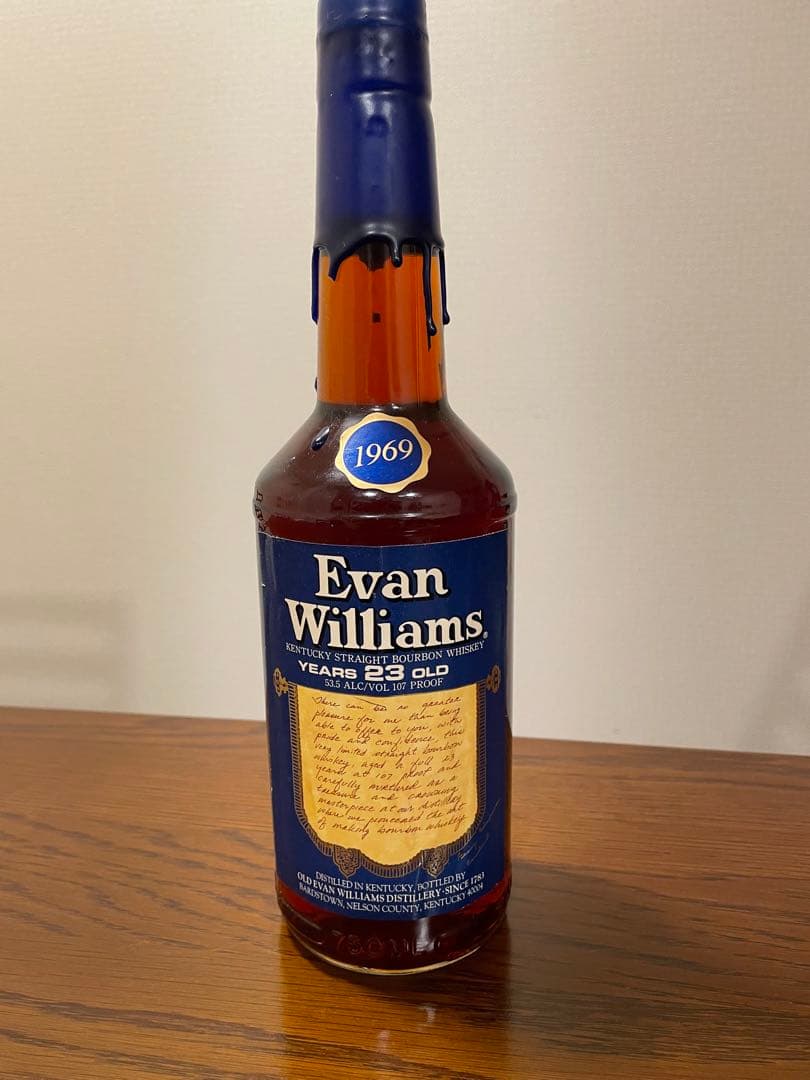 1969
Evan
Williams®
KENTUCKY STRAIGHT BOURBON WHISKEY
YEARS 23 OLD
53.5 ALC/VOL 107 PROOF
There can be no greater
pleasure for me than being
able to offer to you, with
pride and confidence, this
very limited straight bourbon
whiskey, aged a full 23
years at 107 proof and
carefully nurtured as a
treasure and crowning
masterpiece at our distillery
where we pioneered the art
of making bourbon whiskey
DISTILLED IN KENTUCKY, BOTTLED BY
OLD EVAN WILLIAMS DISTILLERY·SINCE 1783
BARDSTOWN, NELSON COUNTY, KENTUCKY 40004
750ML